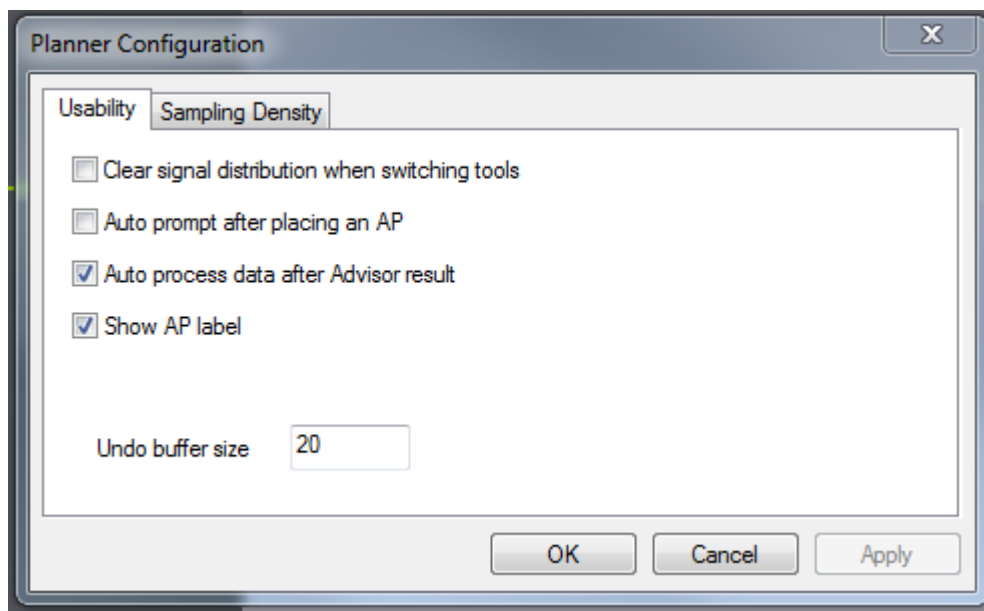 Planner Configuration
Usability Sampling Density
Clear signal distribution when switching tools
Auto prompt after placing an AP
Auto process data after Advisor result
Show AP label
Undo buffer size 20
OK Cancel Apply